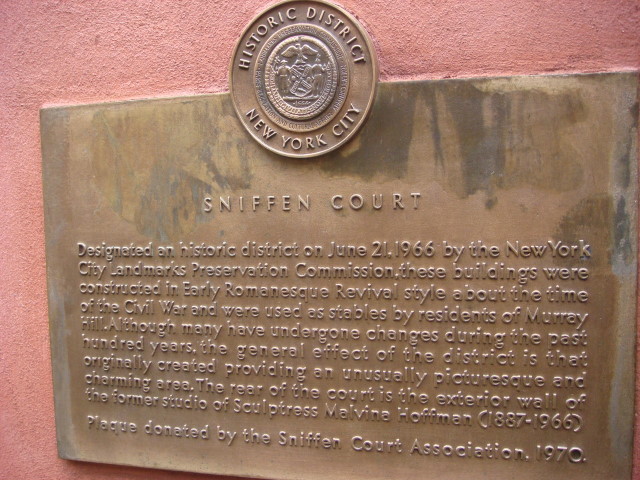 HISTORIC DISTRICT
NEW YORK CITY
SNIFFEN COURT
Designated an historic district on June 21, 1966 by the New York
City Landmarks Preservation Commission, these buildings were
constructed in Early Romanesque Revival style about the time
of the Civil War and were used as stables by residents of Murray
Hill. Although many have undergone changes during the past
hundred years, the general effect of the district is that
originally created providing an unusually picturesque and
charming area. The rear of the court is the exterior wall of
the former studio of Sculptress Malvina Hoffman (1887-1966)
Plaque donated by the Sniffen Court Association, 1970.